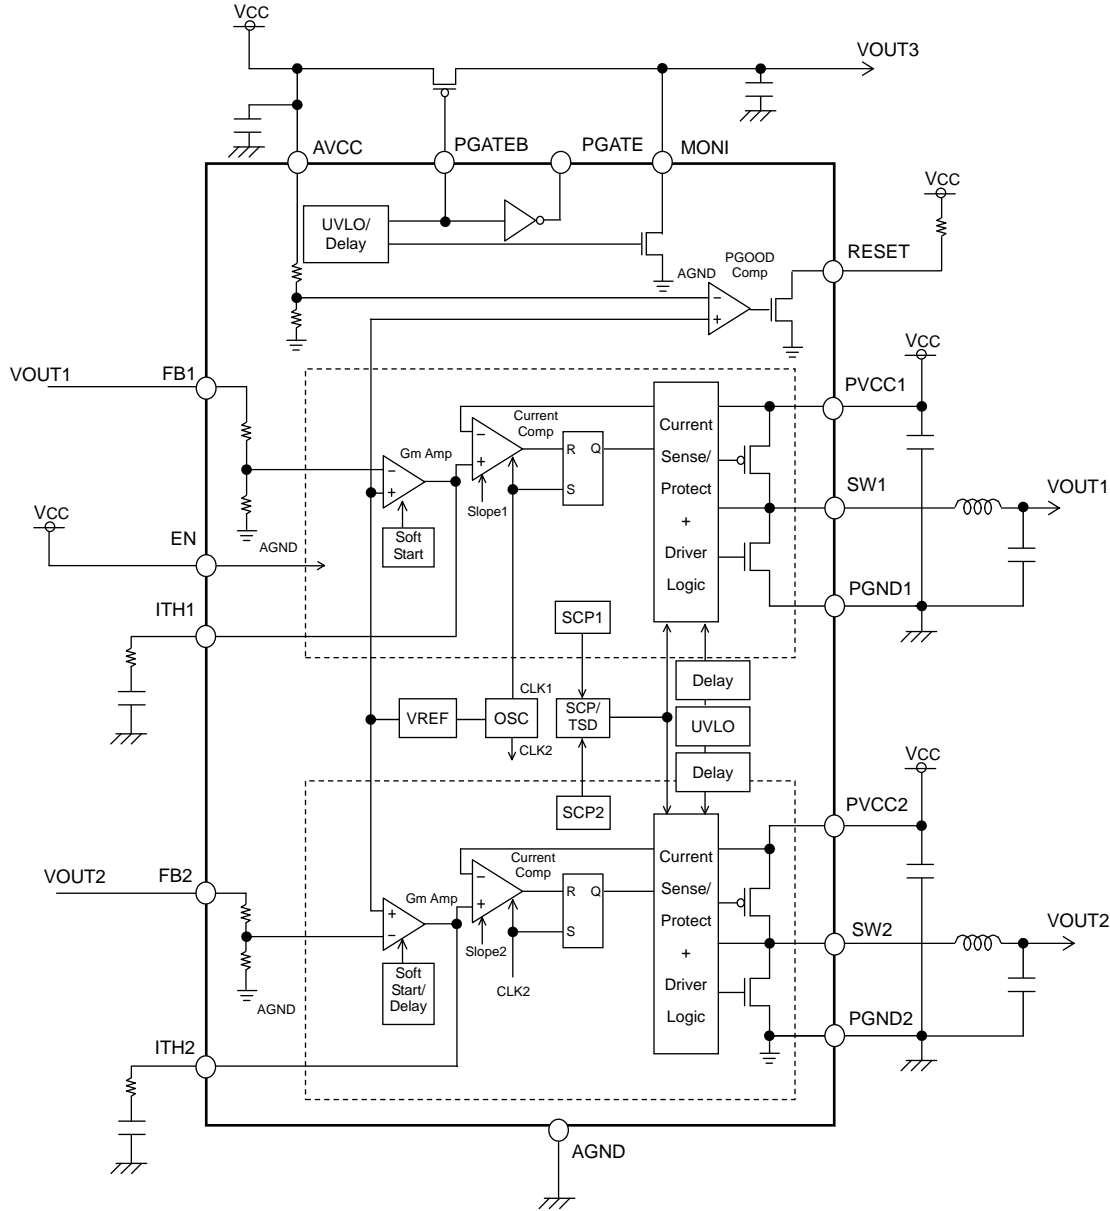 VCC
VOUT3
AVCC
PGATEB
PGATE
MONI
VCC
UVLO/
Delay
RESET
AGND
PGOOD
Comp
−
+
VCC
VOUT1
FB1
PVCC1
Current
Comp
Current
Sense/
Protect
+
Driver
Logic
−
+
R
Q
S
Gm Amp
−
+
Slope1
SW1
VOUT1
VCC
EN
AGND
Soft
Start
ITH1
PGND1
SCP1
Delay
CLK1
VREF
OSC
SCP/
TSD
UVLO
CLK2
Delay
VCC
SCP2
PVCC2
Current
Comp
Current
Sense/
Protect
+
Driver
Logic
VOUT2
FB2
−
+
R
Q
S
Gm Amp
+
−
Slope2
SW2
VOUT2
Soft
Start/
Delay
CLK2
AGND
PGND2
ITH2
AGND